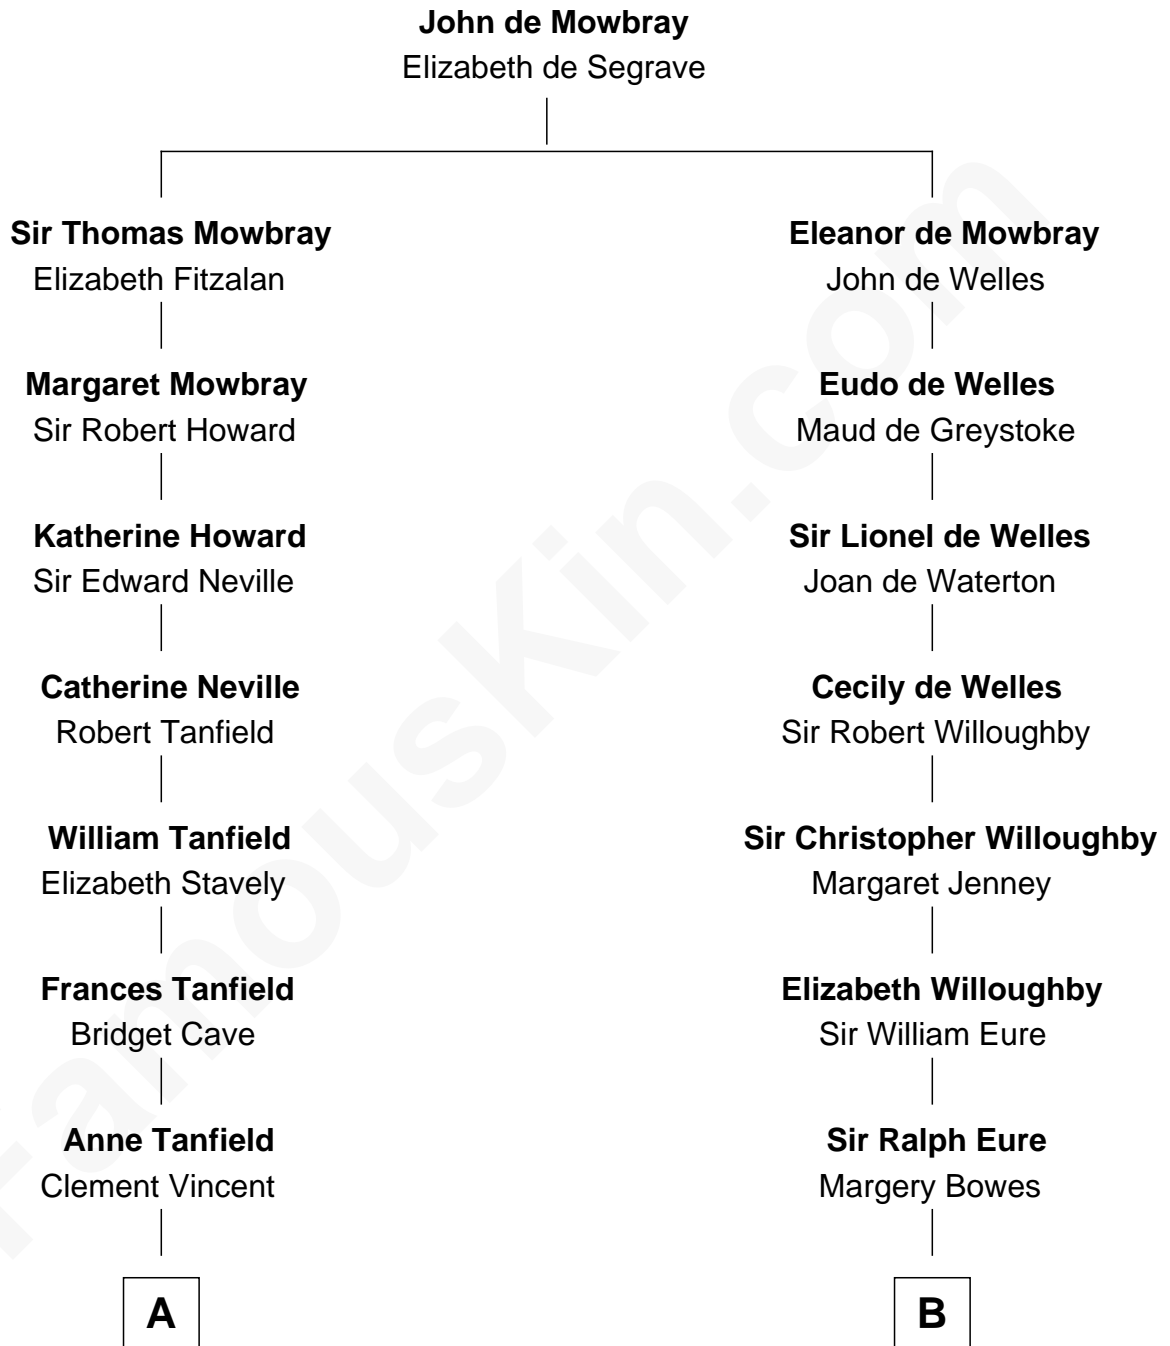 John de Mowbray
Elizabeth de Segrave
Sir Thomas Mowbray
Elizabeth Fitzalan
Margaret Mowbray
Sir Robert Howard
Katherine Howard
Sir Edward Neville
Catherine Neville
Robert Tanfield
William Tanfield
Elizabeth Stavely
Frances Tanfield
Bridget Cave
Anne Tanfield
Clement Vincent
A
Eleanor de Mowbray
John de Welles
Eudo de Welles
Maud de Greystoke
Sir Lionel de Welles
Joan de Waterton
Cecily de Welles
Sir Robert Willoughby
Sir Christopher Willoughby
Margaret Jenney
Elizabeth Willoughby
Sir William Eure
Sir Ralph Eure
Margery Bowes
B
FamousKin.com